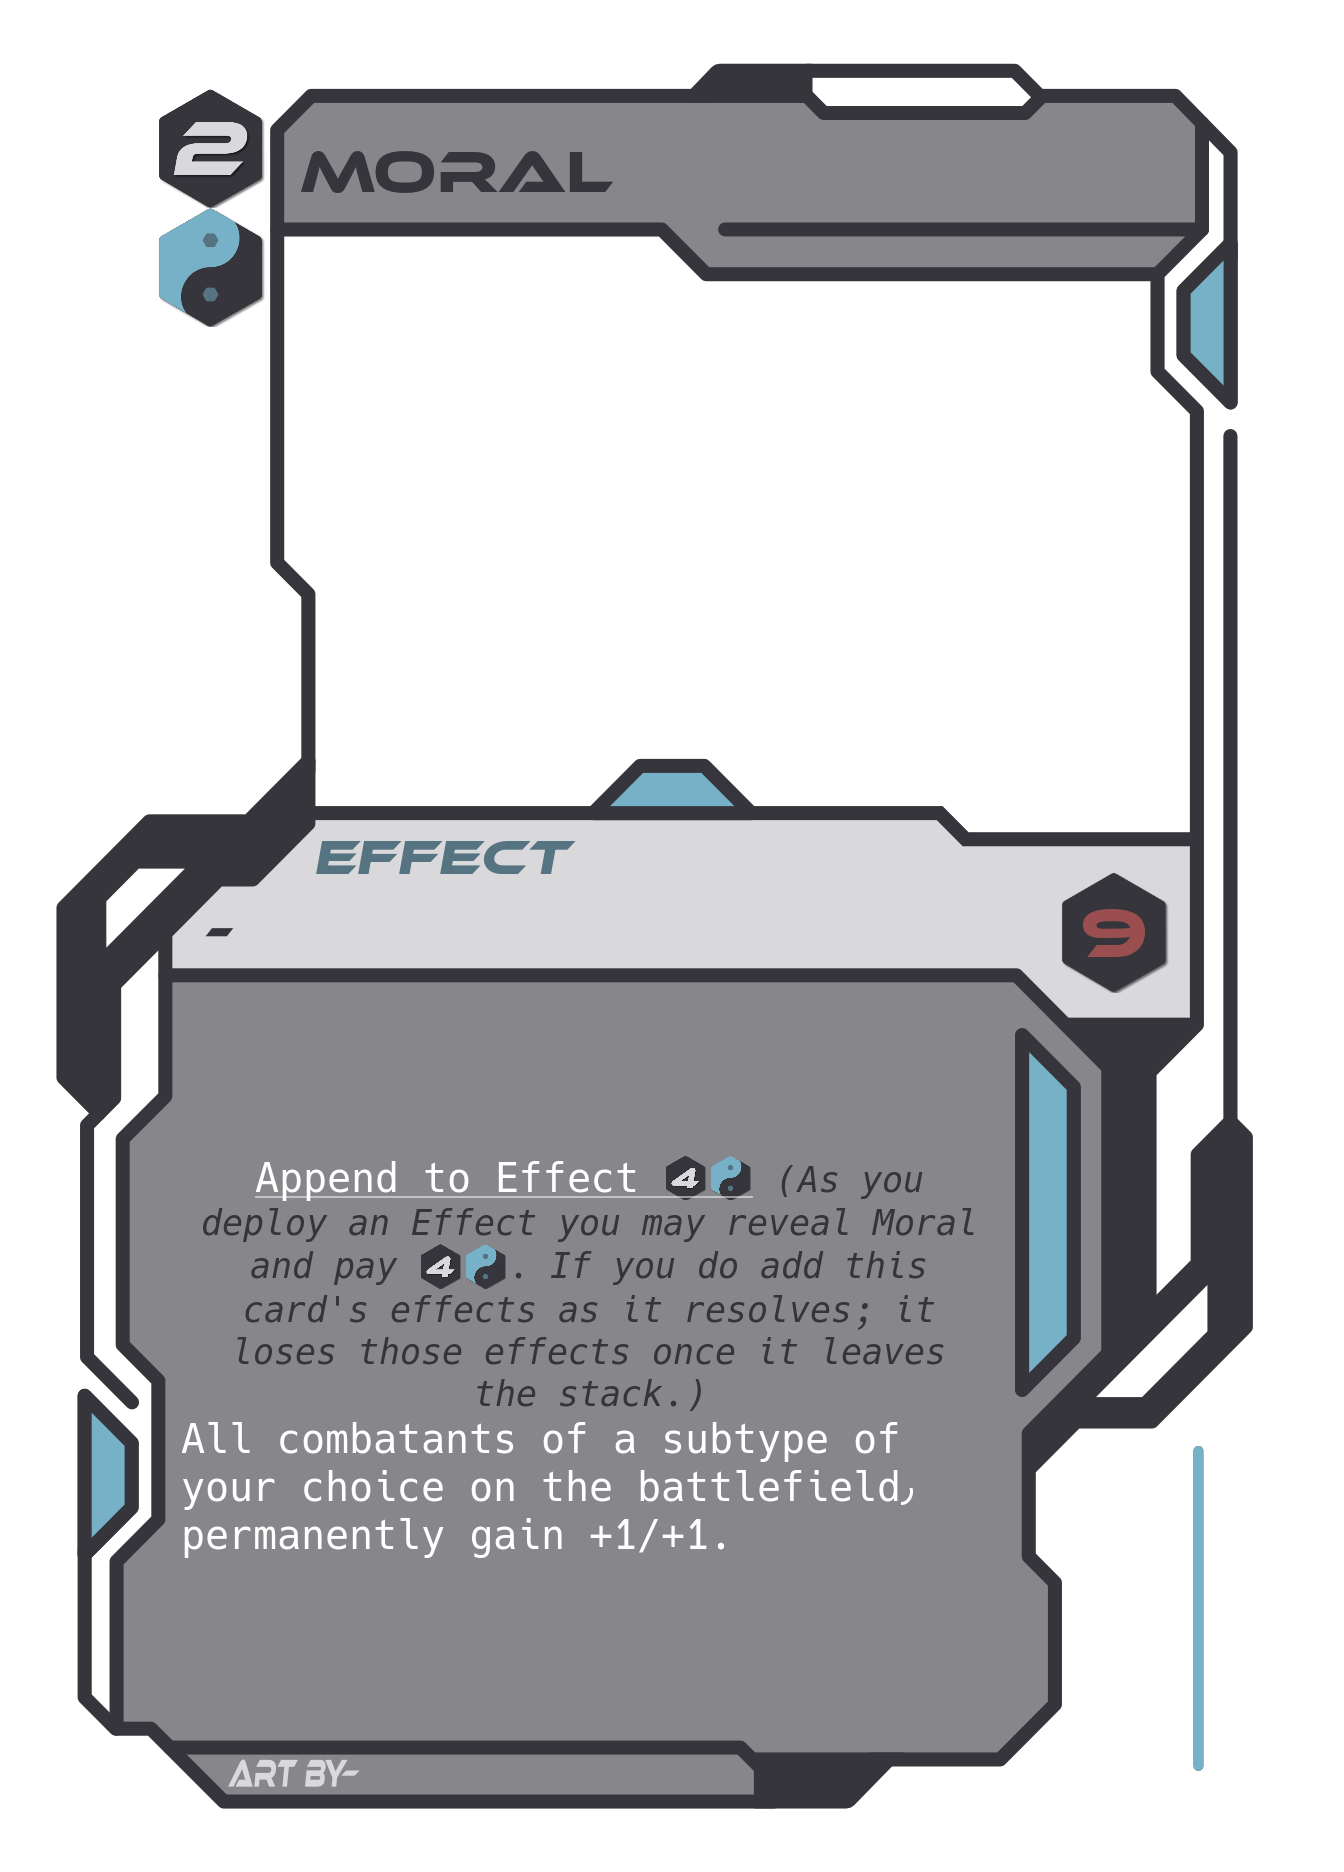 2
MORAL
EFFECT
-
9
Append to Effect 4 (As you
deploy an Effect you may reveal Moral
and pay 4. If you do add this
card's effects as it resolves; it
loses those effects once it leaves
the stack.)
All combatants of a subtype of
your choice on the battlefield,
permanently gain +1/+1.
ART BY-